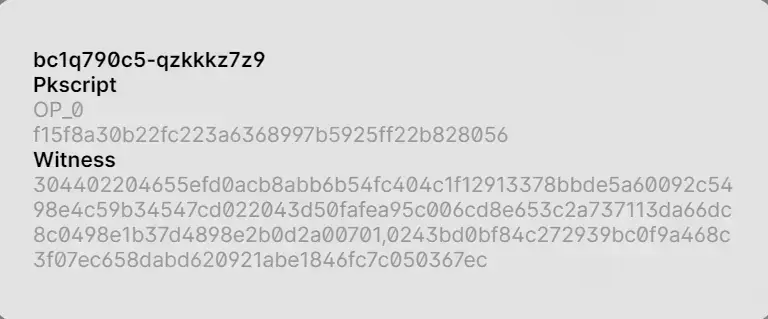 bc1q790c5-qzkkkz7z9
Pkscript
OP_0
f15f8a30b22fc223a6368997b5925ff22b828056
Witness
304402204655efd0acb8abb6b54fc404c1f12913378bbde5a60092c54
98e4c59b34547cd022043d50fafea95c006cd8e653c2a737113da66dc
8c0498e1b37d4898e2b0d2a00701,0243bd0bf84c272939bc0f9a468c
3f07ec658dabd620921abe1846fc7c050367ec